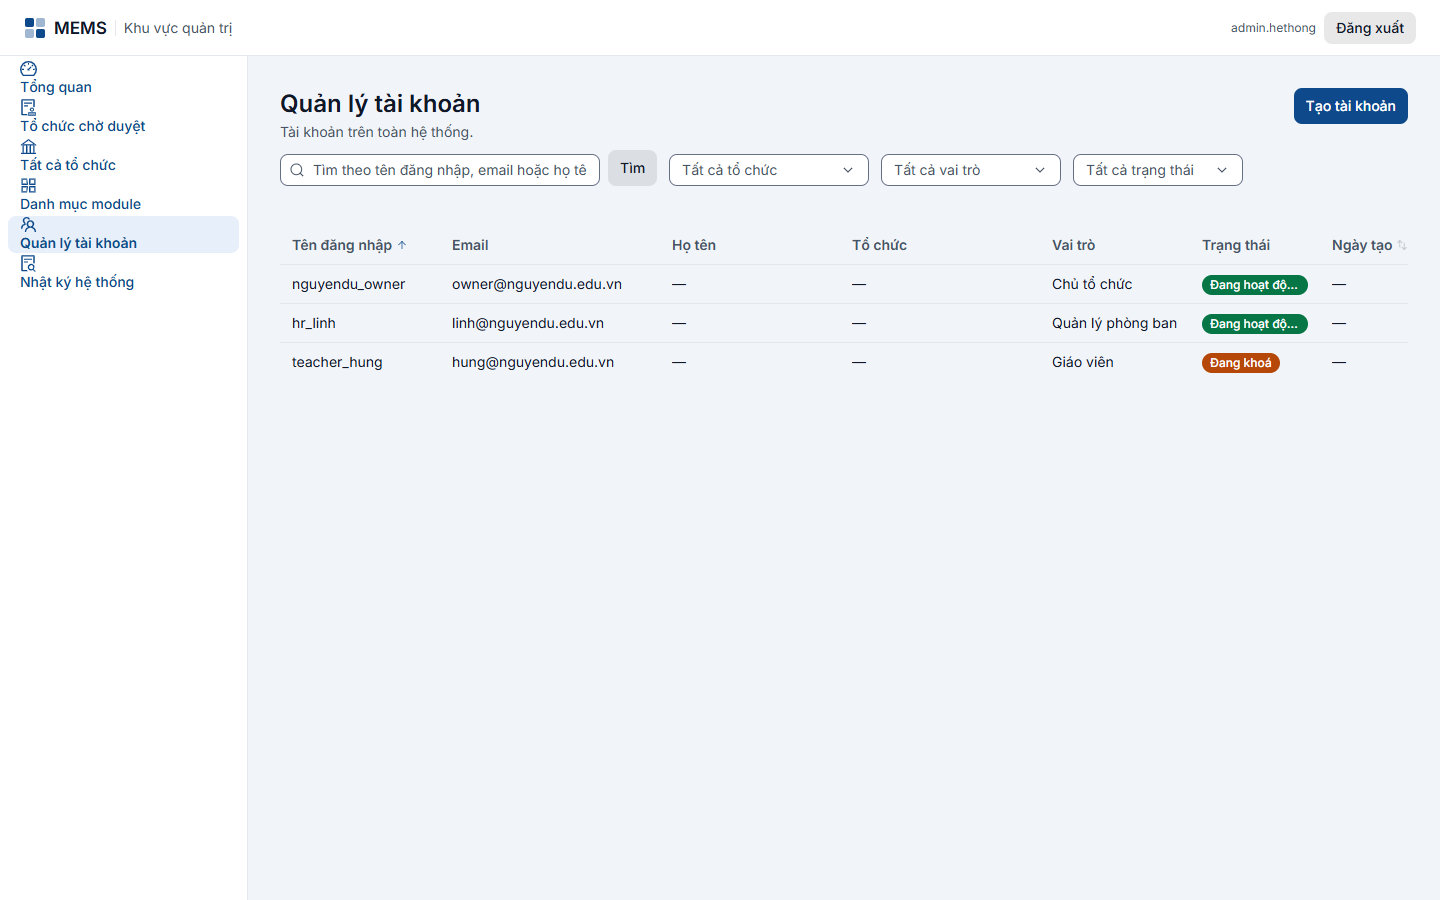 MEMS Khu vực quản trị
admin.hethong Đăng xuất
Tổng quan
Tổ chức chờ duyệt
Tất cả tổ chức
Danh mục module
Quản lý tài khoản
Nhật ký hệ thống
Quản lý tài khoản
Tạo tài khoản
Tài khoản trên toàn hệ thống.
Tìm theo tên đăng nhập, email hoặc họ tê Tìm Tất cả tổ chức Tất cả vai trò Tất cả trạng thái
Tên đăng nhập Email Họ tên Tổ chức Vai trò Trạng thái Ngày tạo
nguyendu_owner owner@nguyendu.edu.vn — — Chủ tổ chức Đang hoạt độ... —
hr_linh linh@nguyendu.edu.vn — — Quản lý phòng ban Đang hoạt độ... —
teacher_hung hung@nguyendu.edu.vn — — Giáo viên Đang khoá —